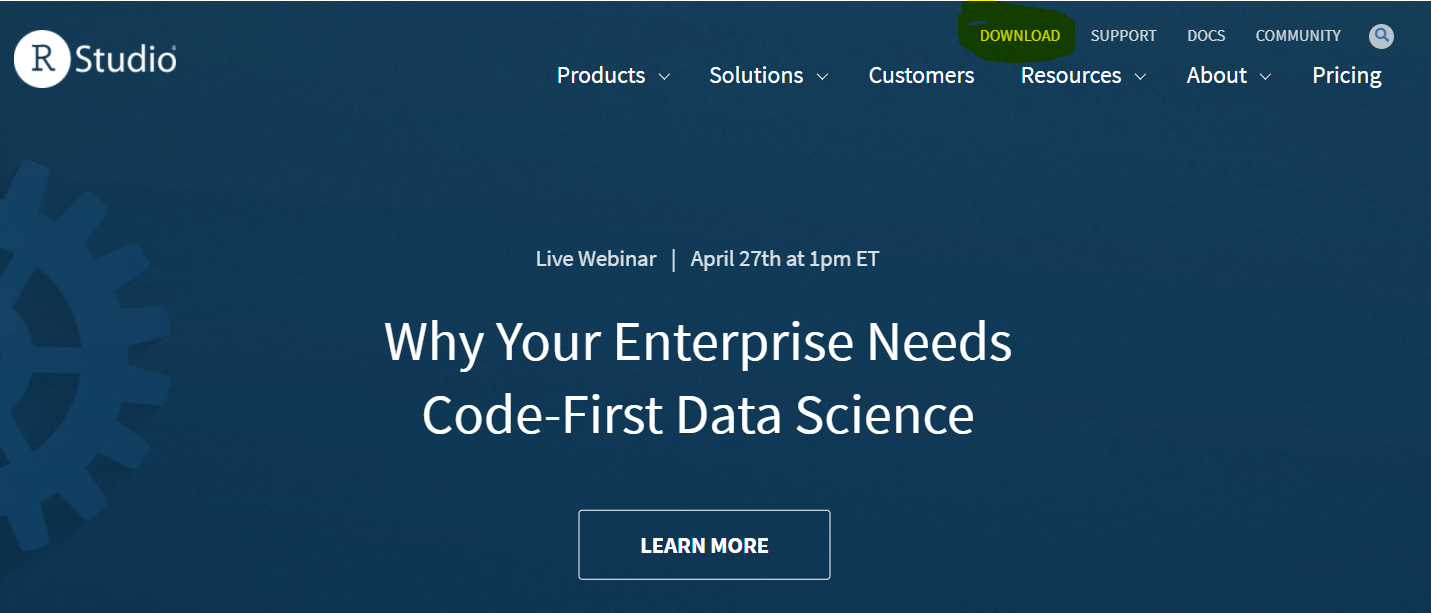 R Studio®
DOWNLOAD SUPPORT DOCS COMMUNITY
Products Solutions Customers Resources About Pricing
Live Webinar | April 27th at 1pm ET
Why Your Enterprise Needs
Code-First Data Science
LEARN MORE